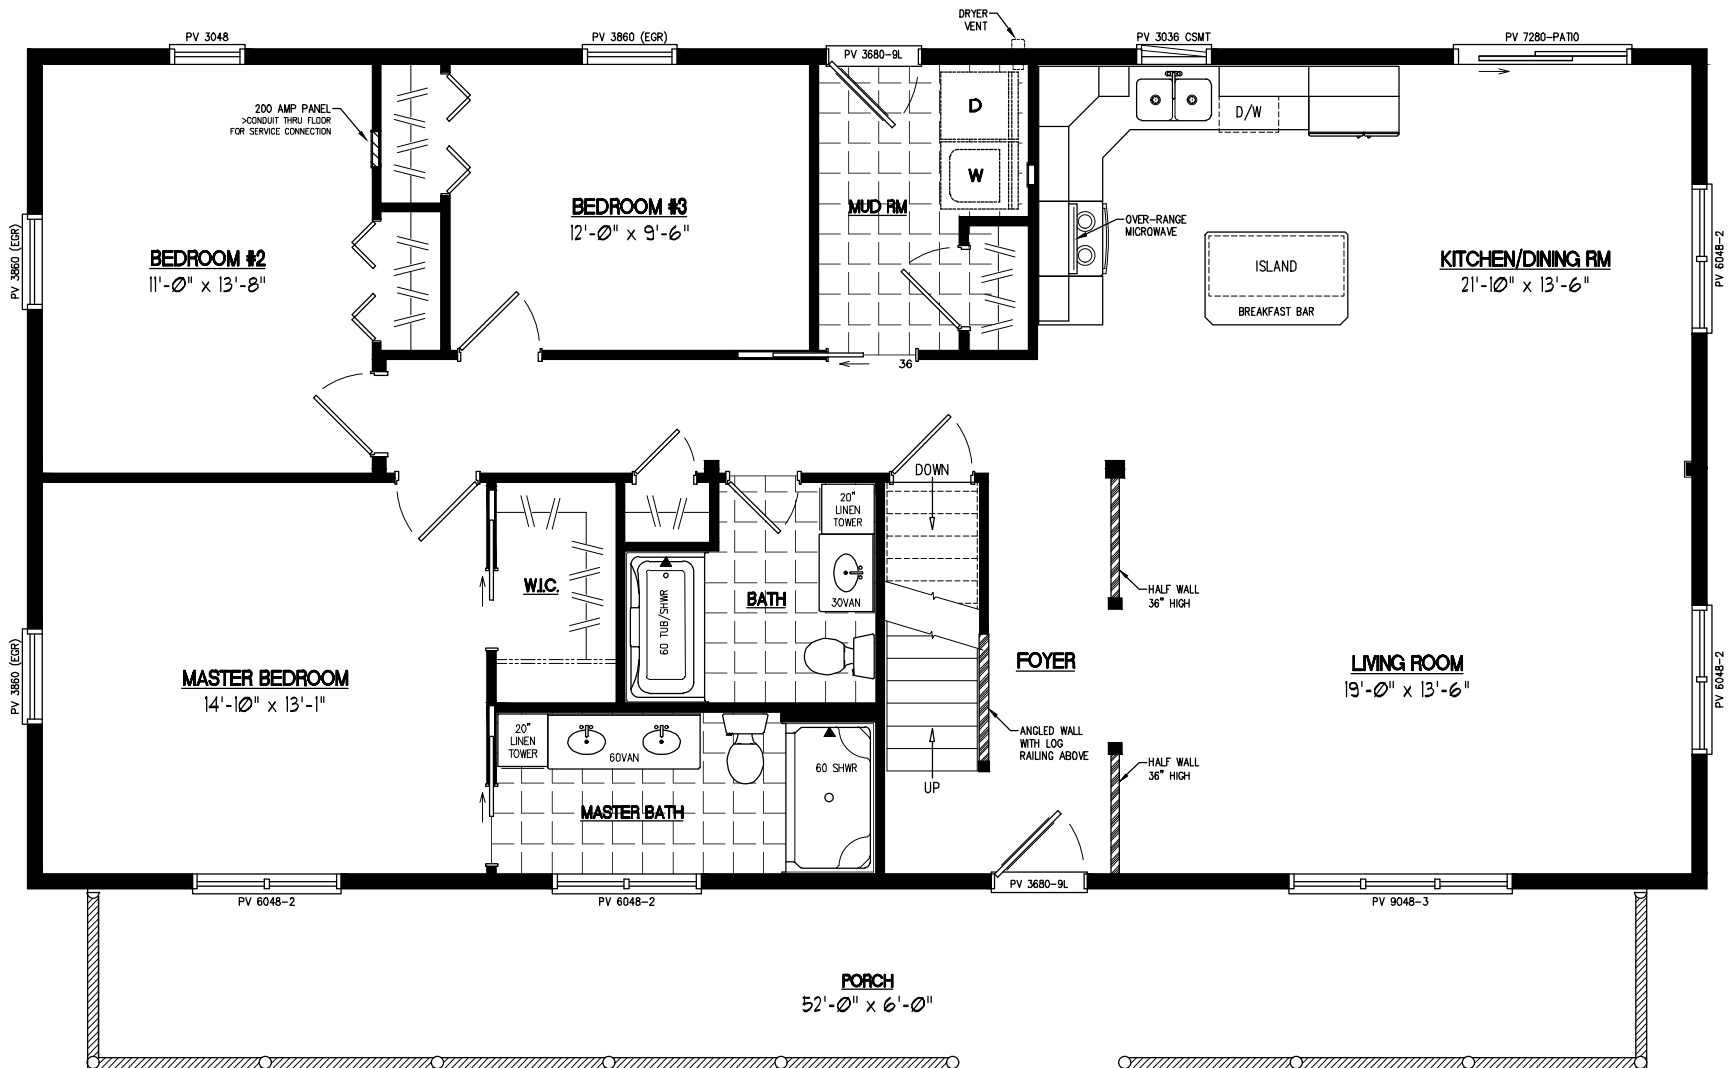 DRYER
VENT
PV 3048
PV 3860 (EGR)
PV 3680-9L
PV 3036 CSMT
PV 7280-PATIO
200 AMP PANEL
>CONDUIT THRU FLOOR
FOR SERVICE CONNECTION
D
W
D/W
MUD RM
BEDROOM #3
12'-0" x 9'-6"
OVER-RANGE
MICROWAVE
BEDROOM #2
11'-0" x 13'-8"
PV 3860 (EGR)
ISLAND
BREAKFAST BAR
KITCHEN/DINING RM
21'-10" x 13'-6"
PV 6048-2
36
DOWN
20"
LINEN
TOWER
W.I.C.
60 TUB/SHWR
BATH
30VAN
HALF WALL
36" HIGH
FOYER
LIVING ROOM
19'-0" x 13'-6"
PV 6048-2
MASTER BEDROOM
14'-10" x 13'-1"
PV 3860 (EGR)
20"
LINEN
TOWER
60VAN
60 SHWR
ANGLED WALL
WITH LOG
RAILING ABOVE
HALF WALL
36" HIGH
UP
MASTER BATH
PV 6048-2
PV 6048-2
PV 3680-9L
PV 9048-3
PORCH
52'-0" x 6'-0"